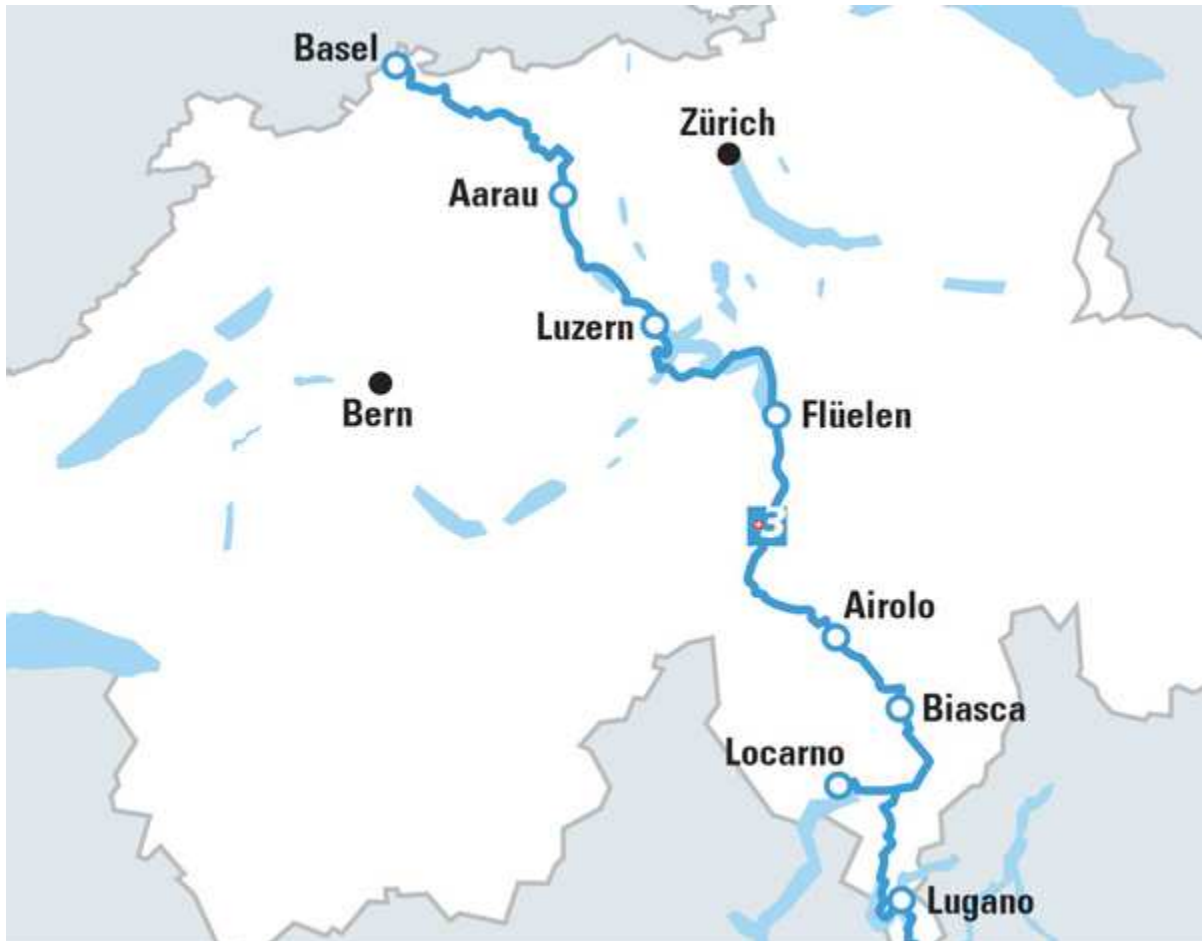 Basel
Zürich
Aarau
Luzern
Bern
Flüelen
3
Airolo
Biasca
Locarno
Lugano